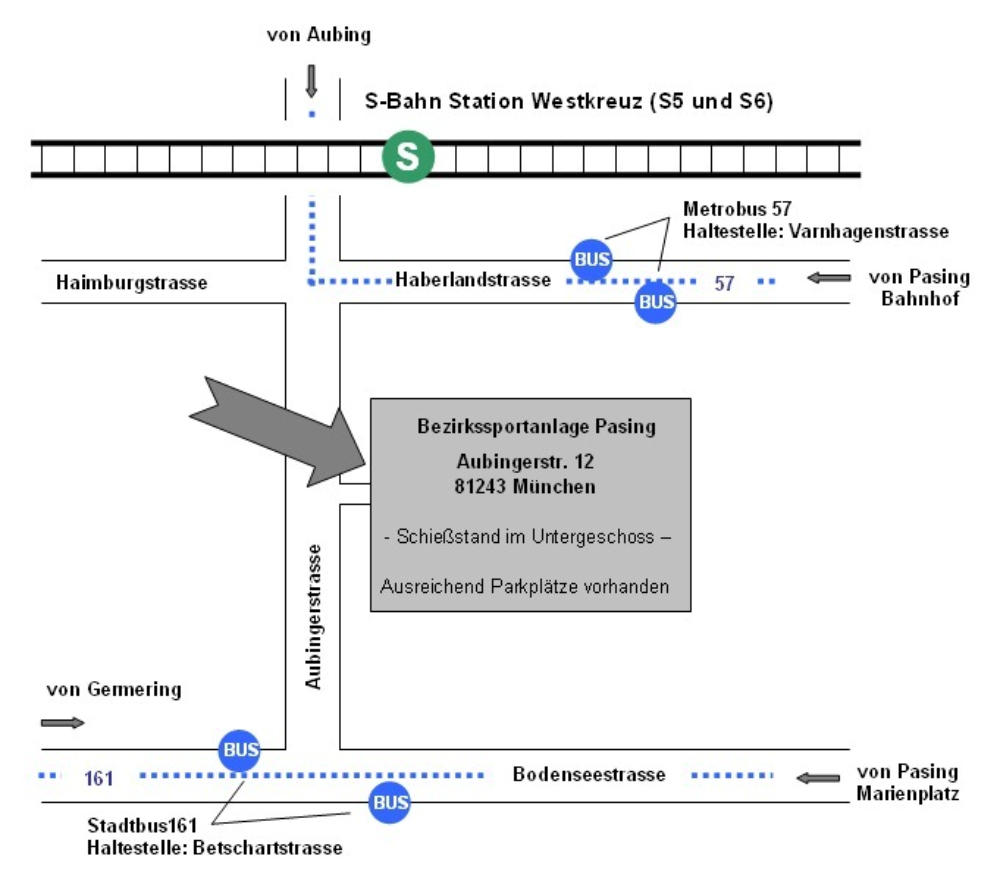 von Aubing
S-Bahn Station Westkreuz (S5 und S6)
S
Metrobus 57
Haltestelle: Varnhagenstrasse
BUS
Haimburgstrasse
Haberlandstrasse
57
von Pasing
Bahnhof
BUS
Bezirkssportanlage Pasing
Aubingerstr. 12
81243 München
- Schießstand im Untergeschoss –
Ausreichend Parkplätze vorhanden
Aubingerstrasse
von Germering
BUS
161
Bodenseestrasse
von Pasing
Marienplatz
BUS
Stadtbus161
Haltestelle: Betschartstrasse